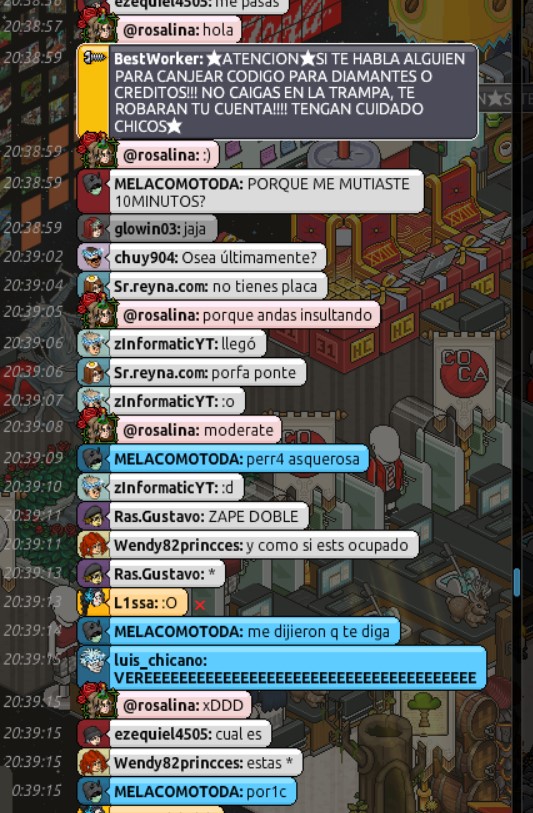 20:38:56 ezequiel4505: me pasas
20:38:57 @rosalina: hola
20:38:59 BestWorker: ★ATENCION★SI TE HABLA ALGUIEN
PARA CANJEAR CODIGO PARA DIAMANTES O
CREDITOS!!! NO CAIGAS EN LA TRAMPA, TE
ROBARAN TU CUENTA!!!! TENGAN CUIDADO
CHICOS★
20:38:59 @rosalina: :)
20:38:59 MELACOMOTODA: PORQUE ME MUTIASTE
10MINUTOS?
20:38:59 glowin03: jaja
20:39:02 chuy904: Osea últimamente?
20:39:04 Sr.reyna.com: no tienes placa
20:39:05 @rosalina: porque andas insultando
20:39:06 zInformaticYT: llegó
20:39:06 Sr.reyna.com: porfa ponte
20:39:07 zInformaticYT: :o
20:39:08 @rosalina: moderate
20:39:09 MELACOMOTODA: perr4 asquerosa
20:39:10 zInformaticYT: :d
20:39:11 Ras.Gustavo: ZAPE DOBLE
20:39:11 Wendy82princces: y como si ests ocupado
20:39:13 Ras.Gustavo: *
20:39:13 L1ssa: :O
MELACOMOTODA: me dijieron q te diga
20:39:15 luis_chicano:
VEREEEEEEEEEEEEEEEEEEEEEEEEEEEEEEEEEEEEEEEE
20:39:15 @rosalina: xDDD
20:39:15 ezequiel4505: cual es
20:39:15 Wendy82princces: estas *
0:39:15 MELACOMOTODA: por1c
XVIII
31
HC
HC
COCA